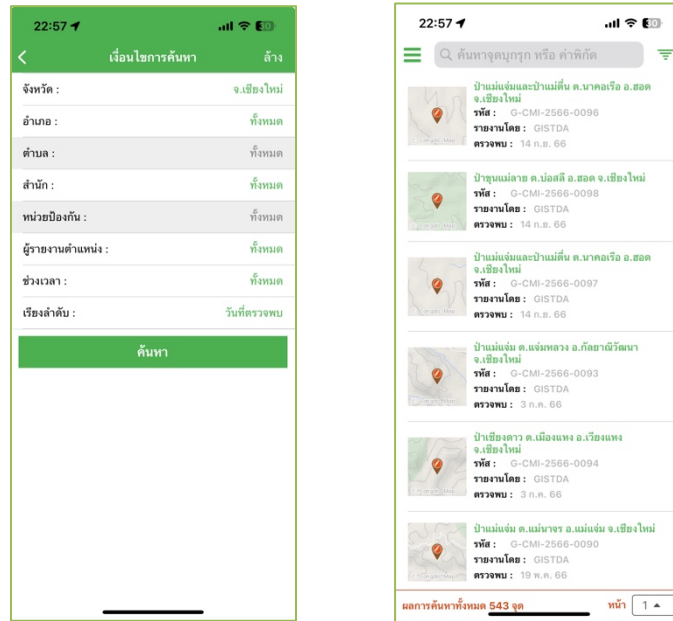 22:57
30
เงื่อนไขการค้นหา
ล้าง
จังหวัด :
จ.เชียงใหม่
อำเภอ :
ทั้งหมด
ตำบล :
ทั้งหมด
สำนัก :
ทั้งหมด
หน่วยป้องกัน :
ทั้งหมด
ผู้รายงานตำแหน่ง :
ทั้งหมด
ช่วงเวลา :
ทั้งหมด
เรียงลำดับ :
วันที่ตรวจพบ
ค้นหา
22:57
30
ค้นหาจุดบุกรุก หรือ ค่าพิกัด
ป่าแม่แจ่มและป่าแม่ตื่น ต.นาคอเรือ อ.ฮอด
จ.เชียงใหม่
รหัส : G-CMI-2566-0096
รายงานโดย : GISTDA
ตรวจพบ : 14 ก.ย. 66
ป่าขุนแม่ลาย ต.บ่อสลี อ.ฮอด จ.เชียงใหม่
รหัส : G-CMI-2566-0098
รายงานโดย : GISTDA
ตรวจพบ : 14 ก.ย. 66
ป่าแม่แจ่มและป่าแม่ตื่น ต.นาคอเรือ อ.ฮอด
จ.เชียงใหม่
รหัส : G-CMI-2566-0097
รายงานโดย : GISTDA
ตรวจพบ : 14 ก.ย. 66
ป่าแม่แจ่ม ต.แจ่มหลวง อ.กัลยาณิวัฒนา
จ.เชียงใหม่
รหัส : G-CMI-2566-0093
รายงานโดย : GISTDA
ตรวจพบ : 3 ก.ค. 66
ป่าเชียงดาว ต.เมืองแหง อ.เวียงแหง
จ.เชียงใหม่
รหัส : G-CMI-2566-0094
รายงานโดย : GISTDA
ตรวจพบ : 3 ก.ค. 66
ป่าแม่แจ่ม ต.แม่นาจร อ.แม่แจ่ม จ.เชียงใหม่
รหัส : G-CMI-2566-0090
รายงานโดย : GISTDA
ตรวจพบ : 19 พ.ค. 66
ผลการค้นหาทั้งหมด 543 จุด
หน้า 1